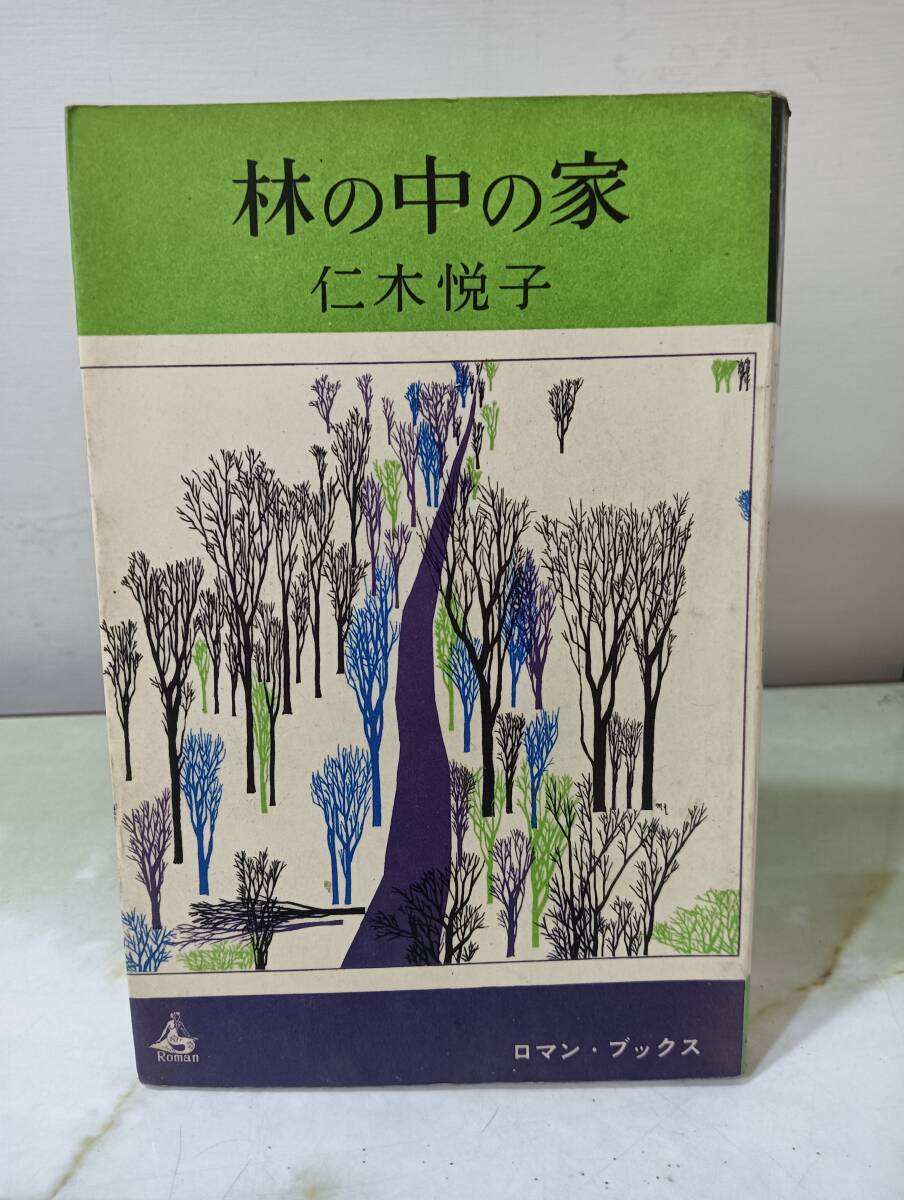 林の中の家
仁木悦子
Roman
ロマン・ブックス